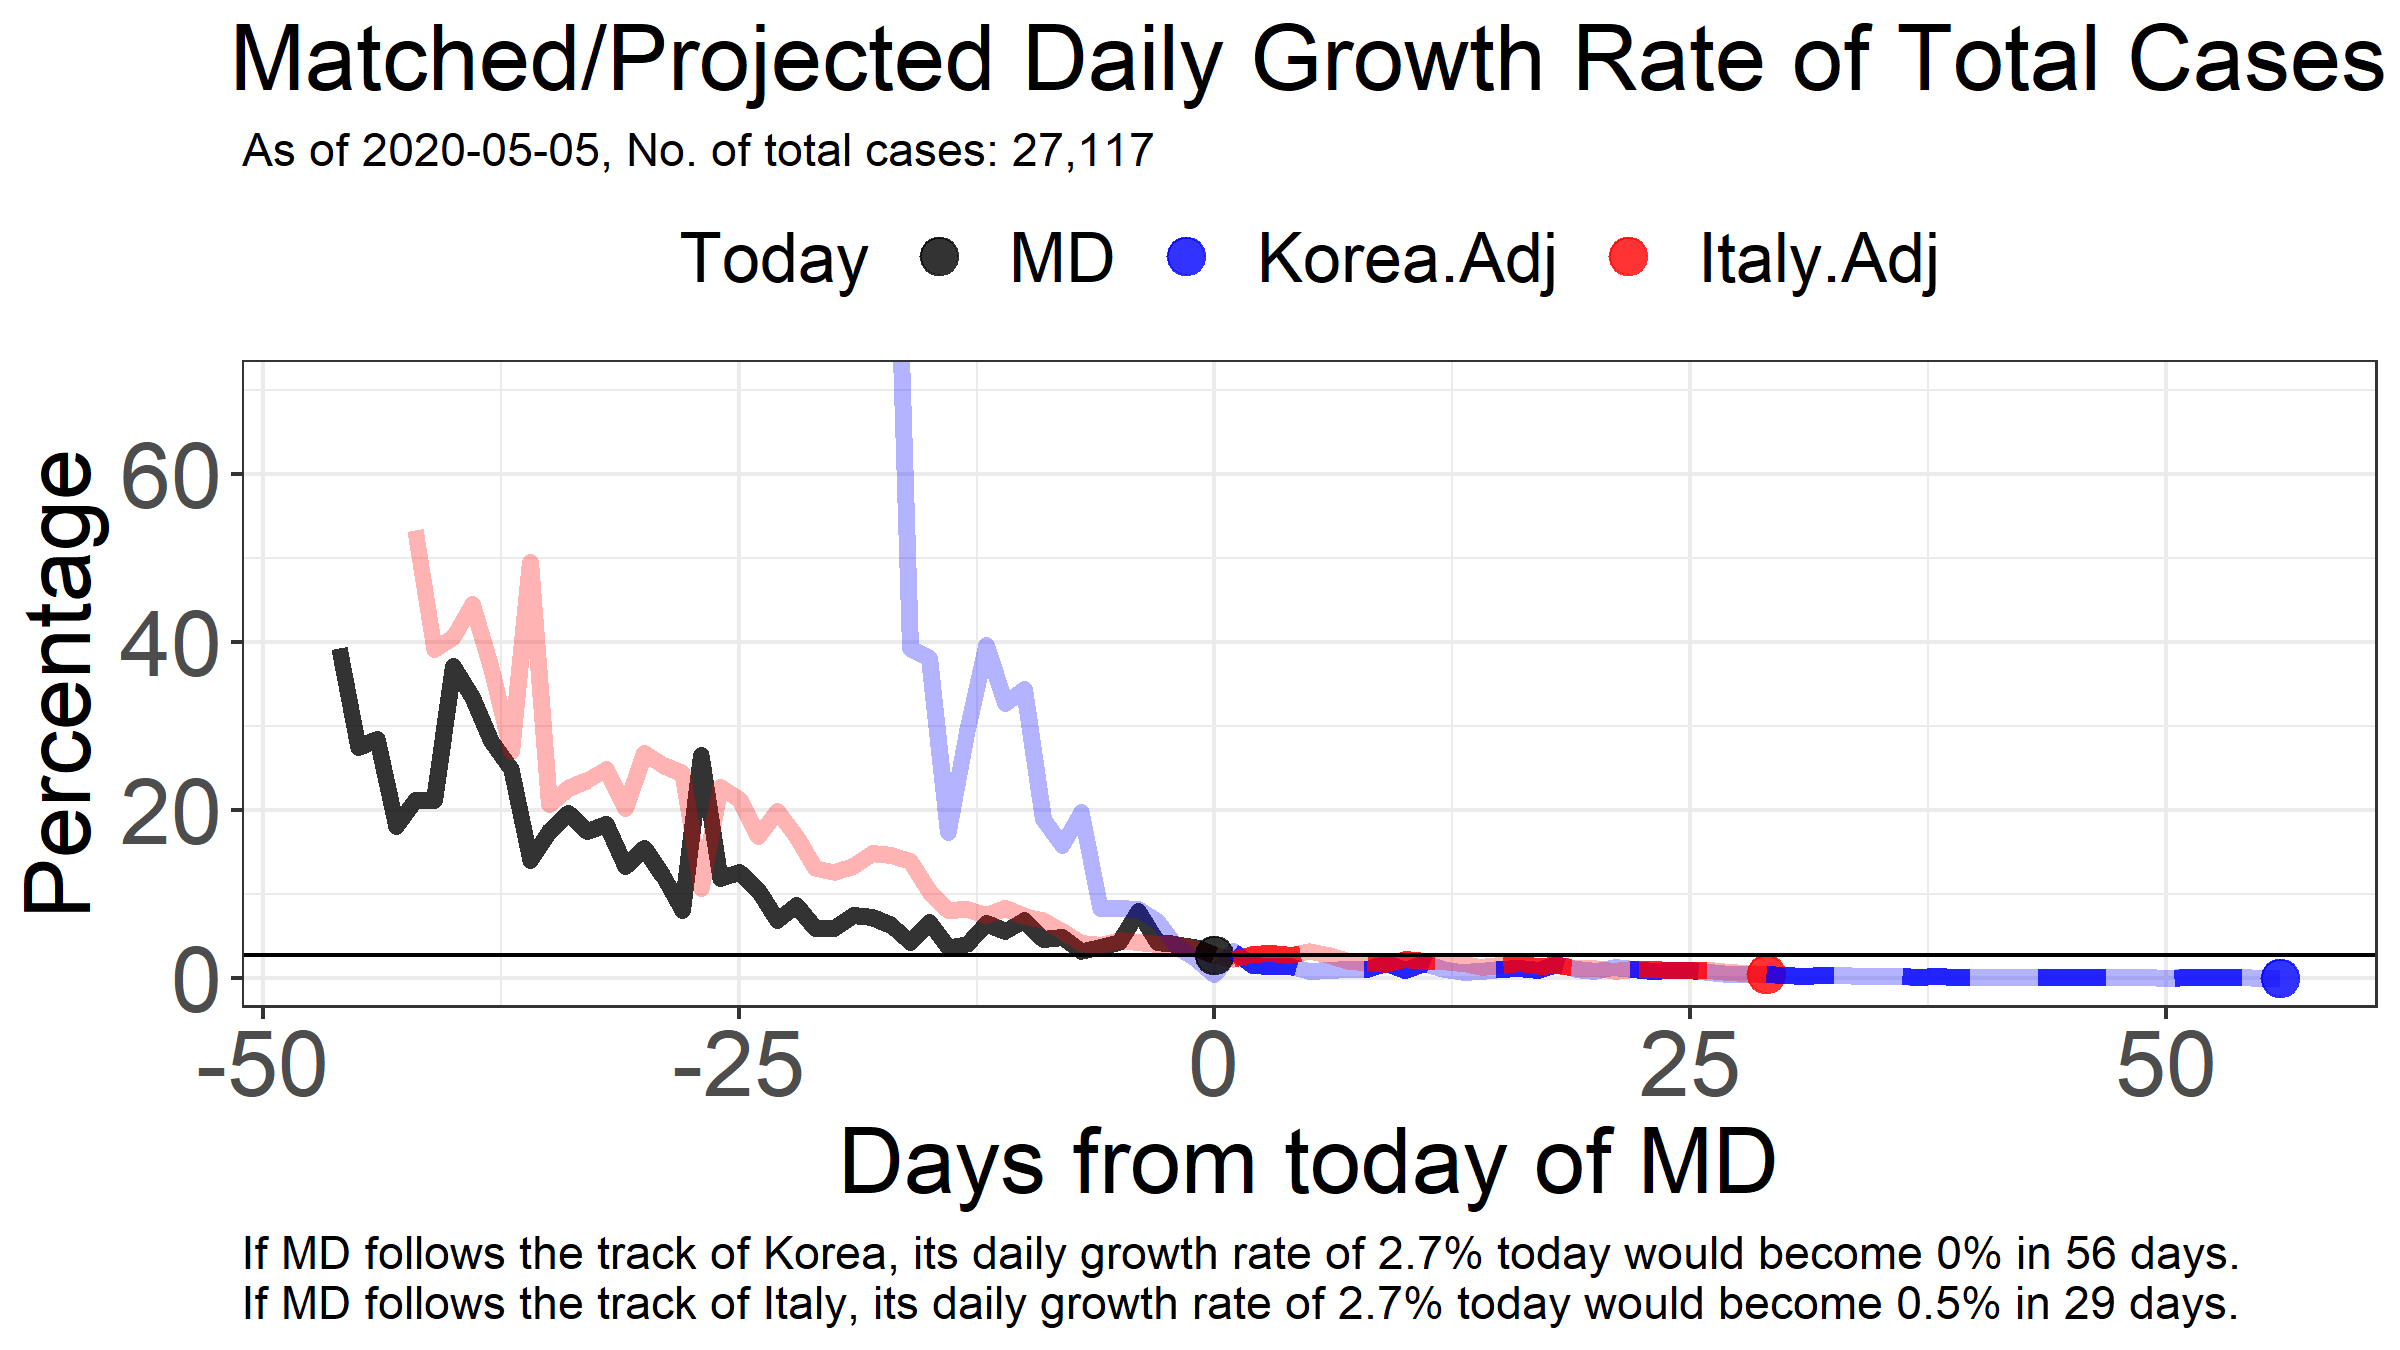 Matched/Projected Daily Growth Rate of Total Cases
As of 2020-05-05, No. of total cases: 27,117
Today MD Korea.Adj Italy.Adj
Percentage
60
40
20
0
-50 -25 0 25 50
Days from today of MD
If MD follows the track of Korea, its daily growth rate of 2.7% today would become 0% in 56 days.
If MD follows the track of Italy, its daily growth rate of 2.7% today would become 0.5% in 29 days.